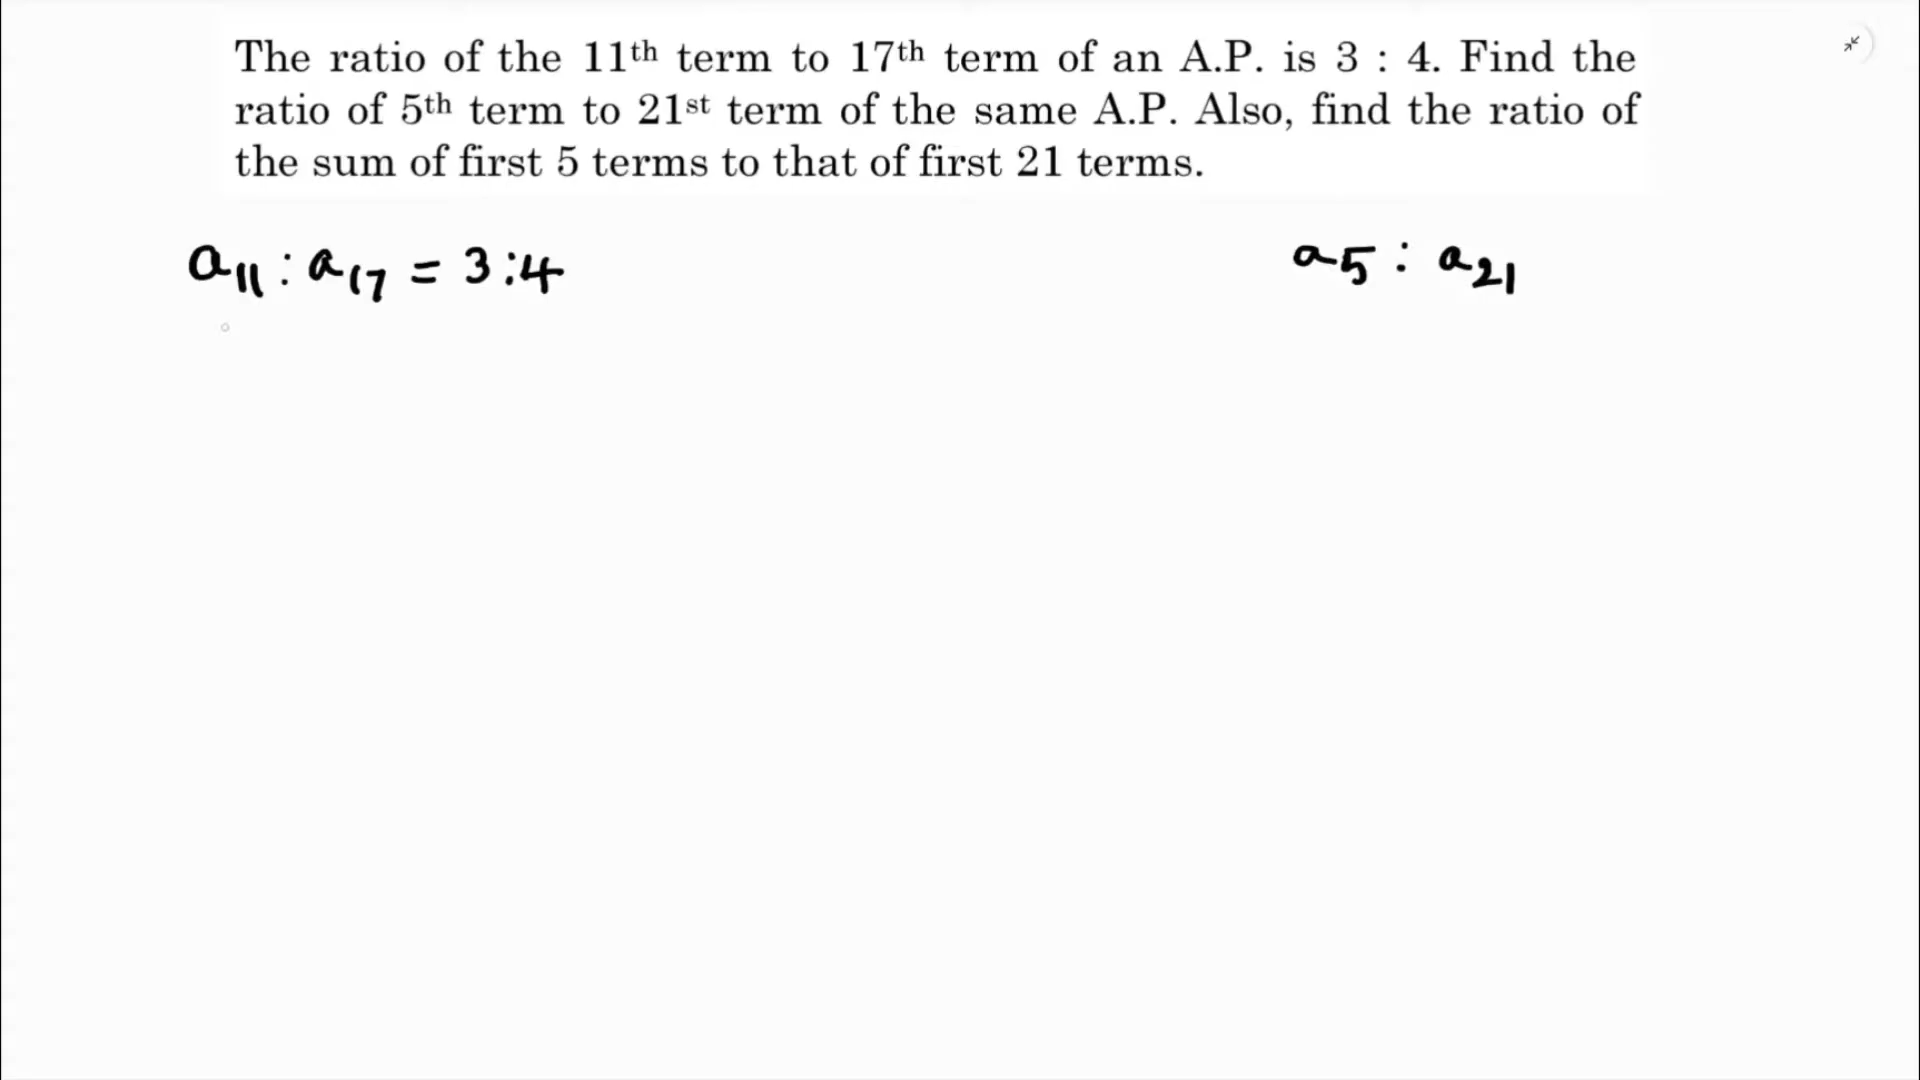 The ratio of the 11th term to 17th term of an A.P. is 3 : 4. Find the
ratio of 5th term to 21st term of the same A.P. Also, find the ratio of
the sum of first 5 terms to that of first 21 terms.
a11 : a17 = 3:4
a5 : a21